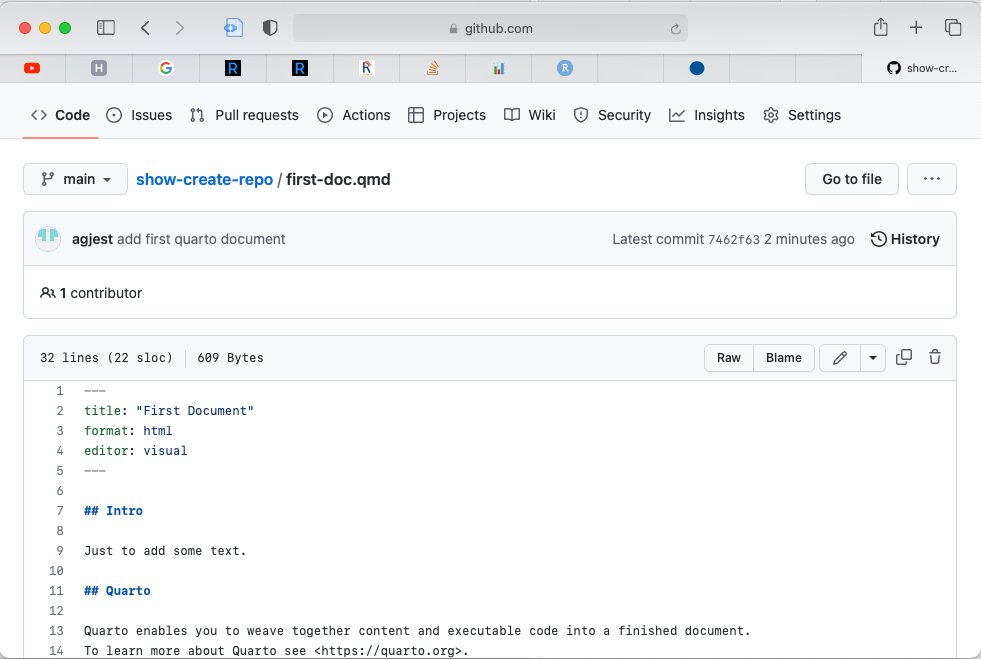 github.com
H
R
R
R
R
show-cr...
Code Issues Pull requests Actions Projects Wiki Security Insights Settings
main show-create-repo / first-doc.qmd Go to file ...
agjest add first quarto document Latest commit 7462f63 2 minutes ago History
1 contributor
32 lines (22 sloc) 609 Bytes Raw Blame
1 ---
2 title: "First Document"
3 format: html
4 editor: visual
5 ---
6
7 ## Intro
8
9 Just to add some text.
10
11 ## Quarto
12
13 Quarto enables you to weave together content and executable code into a finished document.
14 To learn more about Quarto see <https://quarto.org>.